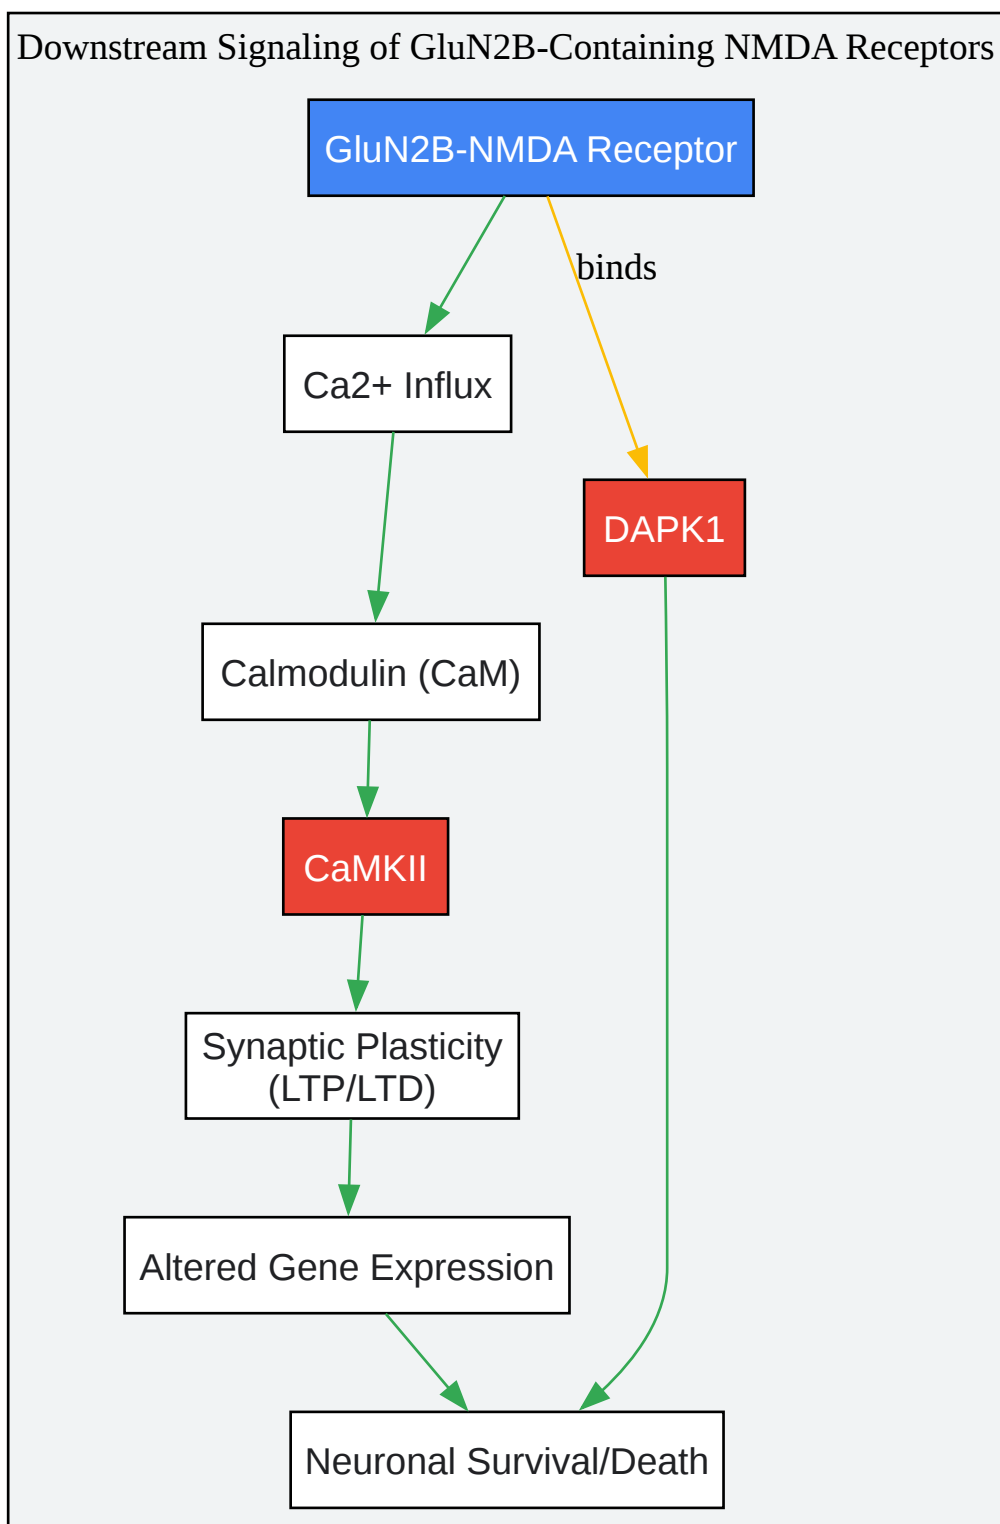 Downstream Signaling of GluN2B-Containing NMDA Receptors
GluN2B-NMDA Receptor
binds
Ca2+ Influx
DAPK1
Calmodulin (CaM)
CaMKII
Synaptic Plasticity
(LTP/LTD)
Altered Gene Expression
Neuronal Survival/Death